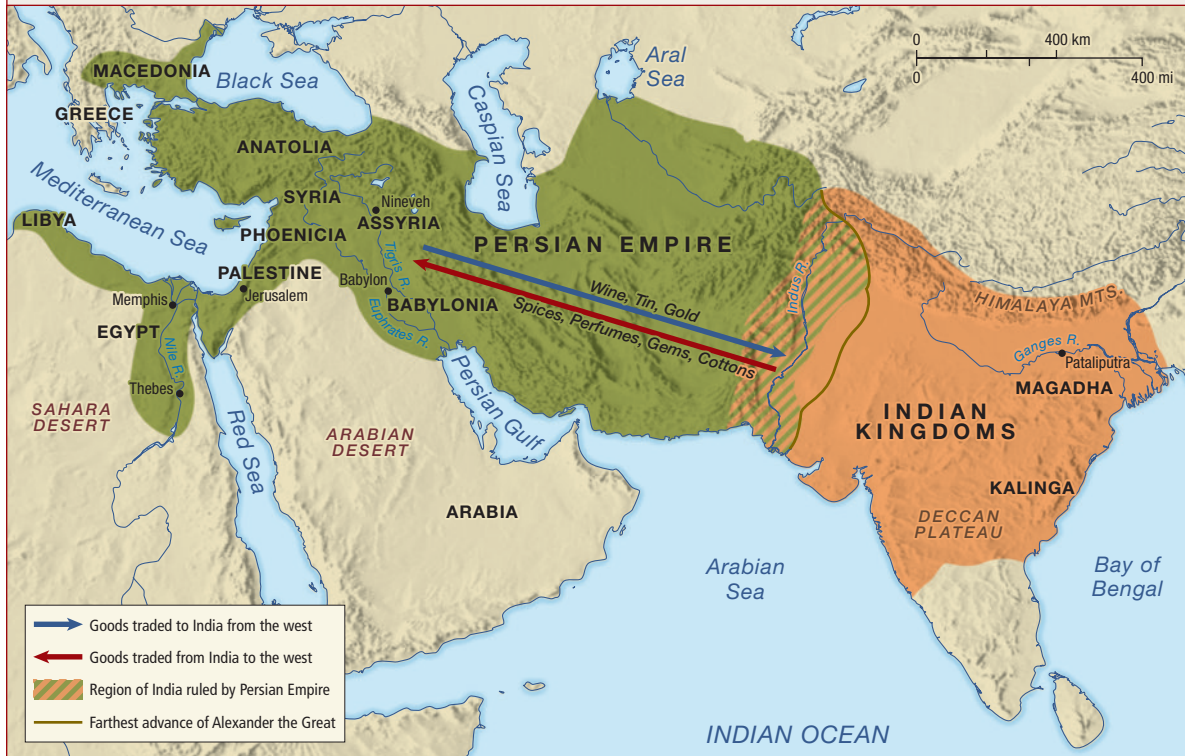 MACEDONIA
Black Sea
Aral
Sea
0 400 km
0 400 mi
GREECE
Caspian Sea
ANATOLIA
Mediterranean Sea
SYRIA
Nineveh
ASSYRIA
LIBYA
PHOENICIA
PERSIAN EMPIRE
Tigris R.
PALESTINE
Jerusalem
Babylon
BABYLONIA
Euphrates R.
Wine, Tin, Gold
Spices, Perfumes, Gems, Cottons
Indus R.
HIMALAYA MTS.
Memphis
EGYPT
Nile R.
Thebes
Ganges R.
Pataliputra
MAGADHA
Persian Gulf
SAHARA
DESERT
Red Sea
ARABIAN
DESERT
INDIAN
KINGDOMS
KALINGA
ARABIA
DECCAN
PLATEAU
Arabian
Sea
Bay of
Bengal
Goods traded to India from the west
Goods traded from India to the west
Region of India ruled by Persian Empire
Farthest advance of Alexander the Great
INDIAN OCEAN